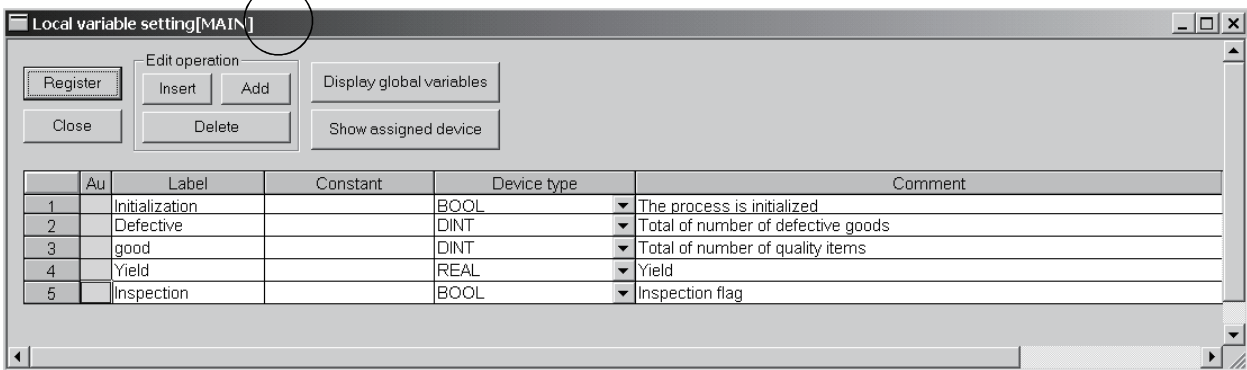 Local variable setting[MAIN]
Edit operation
Register Insert Add Display global variables
Close Delete Show assigned device
Au Label Constant Device type Comment
1 Initialization BOOL The process is initialized
2 Defective DINT Total of number of defective goods
3 good DINT Total of number of quality items
4 Yield REAL Yield
5 Inspection BOOL Inspection flag